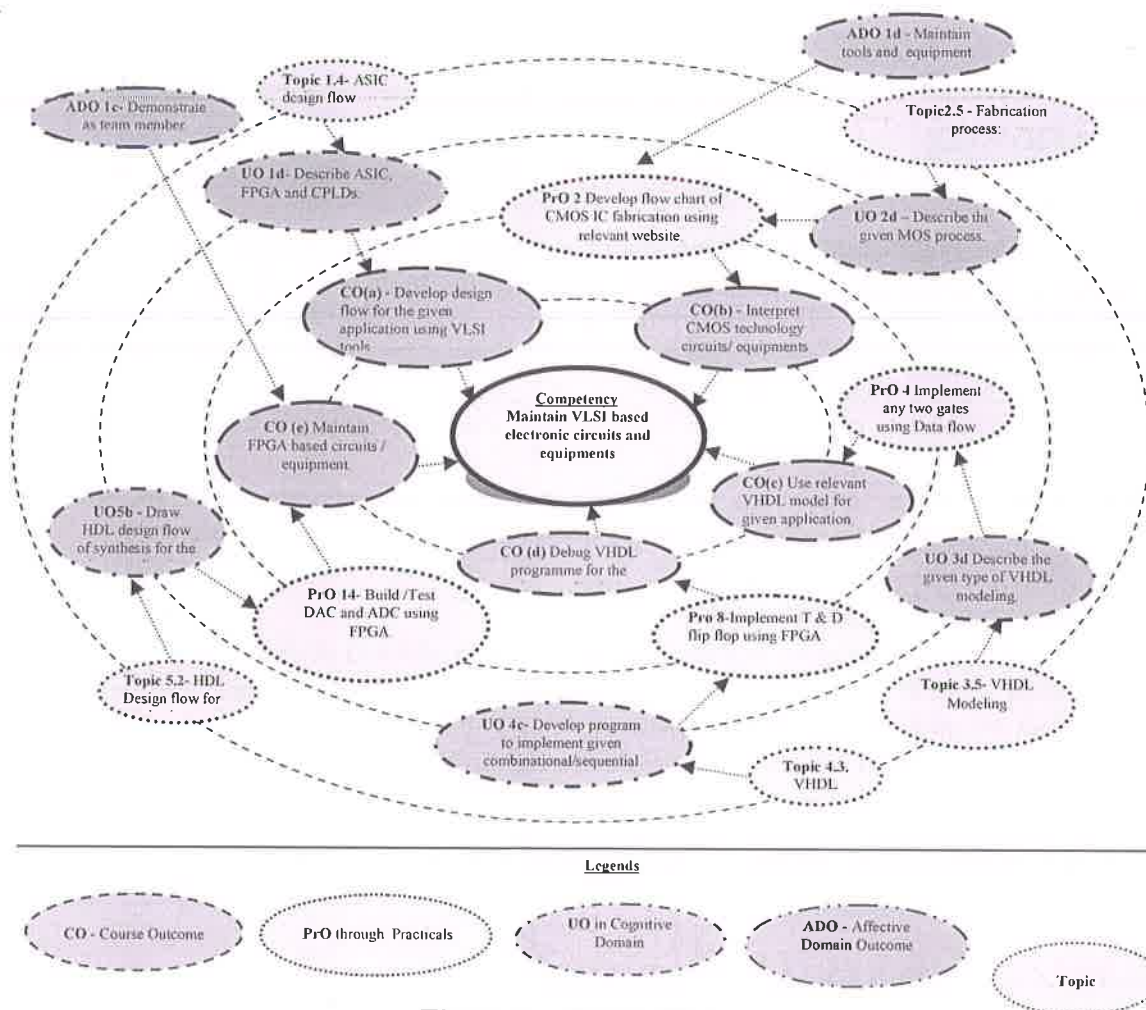 ADO 1d - Maintain
tools and equipment
Topic 1.4- ASIC
design flow
ADO 1c- Demonstrate
as team member
Topic2.5 - Fabrication
process:
UO 1d- Describe ASIC,
FPGA and CPLDs.
PrO 2 Develop flow chart of
CMOS IC fabrication using
relevant website.
UO 2d – Describe the
given MOS process.
CO(a) - Develop design
flow for the given
application using VLSI
tools
CO(b) - Interpret
CMOS technology
circuits/ equipments
Competency
Maintain VLSI based
electronic circuits and
equipments
PrO 4 Implement
any two gates
using Data flow
CO (e) Maintain
FPGA based circuits /
equipment.
CO(c) Use relevant
VHDL model for
given application
UO5b - Draw
HDL design flow
of synthesis for the
CO (d) Debug VHDL
programme for the
UO 3d Describe the
given type of VHDL
modeling.
PrO 14- Build /Test
DAC and ADC using
FPGA.
Pro 8-Implement T & D
flip flop using FPGA
Topic 5.2- HDL
Design flow for
Topic 3.5- VHDL
Modeling
UO 4c- Develop program
to implement given
combinational/sequential
Topic 4.3.
VHDL
Legends
CO - Course Outcome
PrO through Practicals
UO in Cognitive
Domain
ADO - Affective
Domain Outcome
Topic